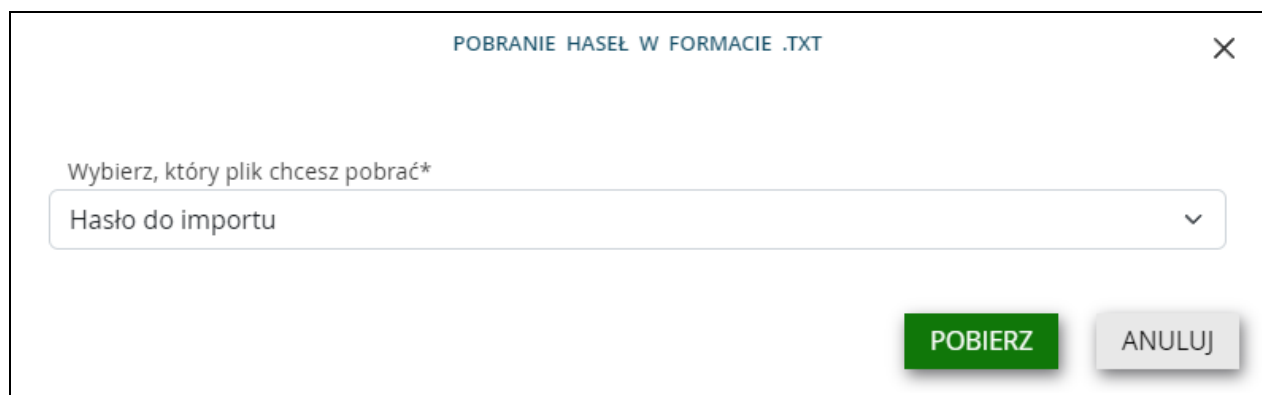 POBRANIE HASEŁ W FORMACIE .TXT
Wybierz, który plik chcesz pobrać*
Hasło do importu
POBIERZ
ANULUJ